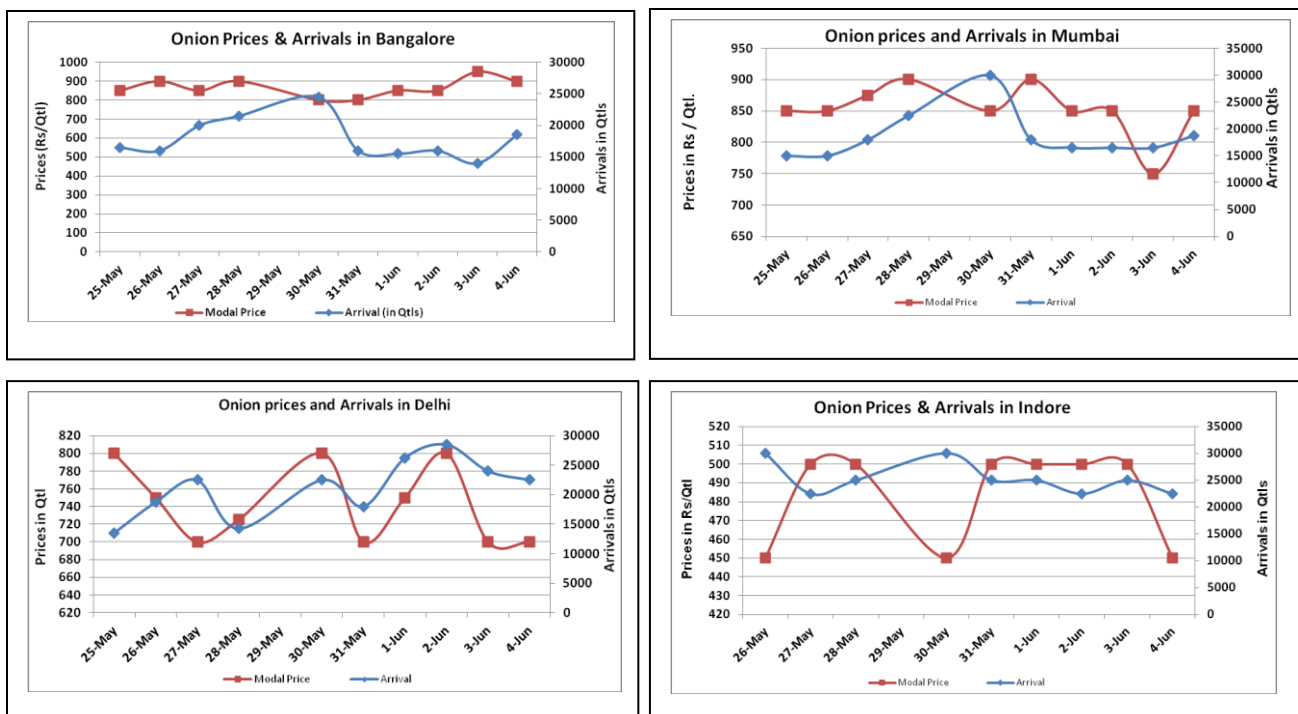 Onion Prices & Arrivals in Bangalore
Prices (Rs/Qtl)
1000
900
800
700
600
500
400
300
200
100
0
30000
25000
20000
15000
10000
5000
0
Arrivals in Qtls
25-May
26-May
27-May
28-May
29-May
30-May
31-May
1-Jun
2-Jun
3-Jun
4-Jun
Modal Price
Arrival (in Qtls)
Onion prices and Arrivals in Mumbai
Prices in Rs / Qtl.
950
900
850
800
750
700
650
35000
30000
25000
20000
15000
10000
5000
0
Arrivals in Qtls
25-May
26-May
27-May
28-May
29-May
30-May
31-May
1-Jun
2-Jun
3-Jun
4-Jun
Modal Price
Arrival
Onion prices and Arrivals in Delhi
Prices in Qtl
820
800
780
760
740
720
700
680
660
640
620
30000
25000
20000
15000
10000
5000
0
Arrivals in Qtls
25-May
26-May
27-May
28-May
29-May
30-May
31-May
1-Jun
2-Jun
3-Jun
4-Jun
Modal Price
Arrival
Onion Prices & Arrivals in Indore
Prices in Rs/Qtl
520
510
500
490
480
470
460
450
440
430
420
35000
30000
25000
20000
15000
10000
5000
0
Arrivals in Qtls
26-May
27-May
28-May
29-May
30-May
31-May
1-Jun
2-Jun
3-Jun
4-Jun
Modal Price
Arrival